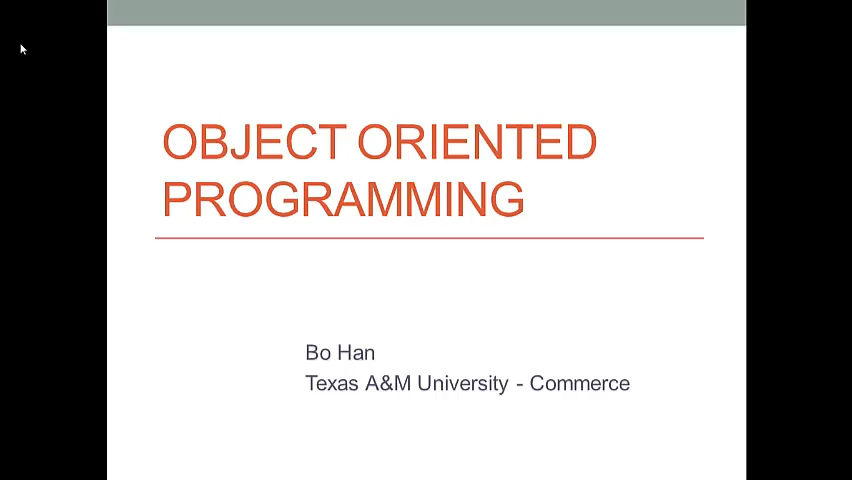 OBJECT ORIENTED
PROGRAMMING
Bo Han
Texas A&M University - Commerce